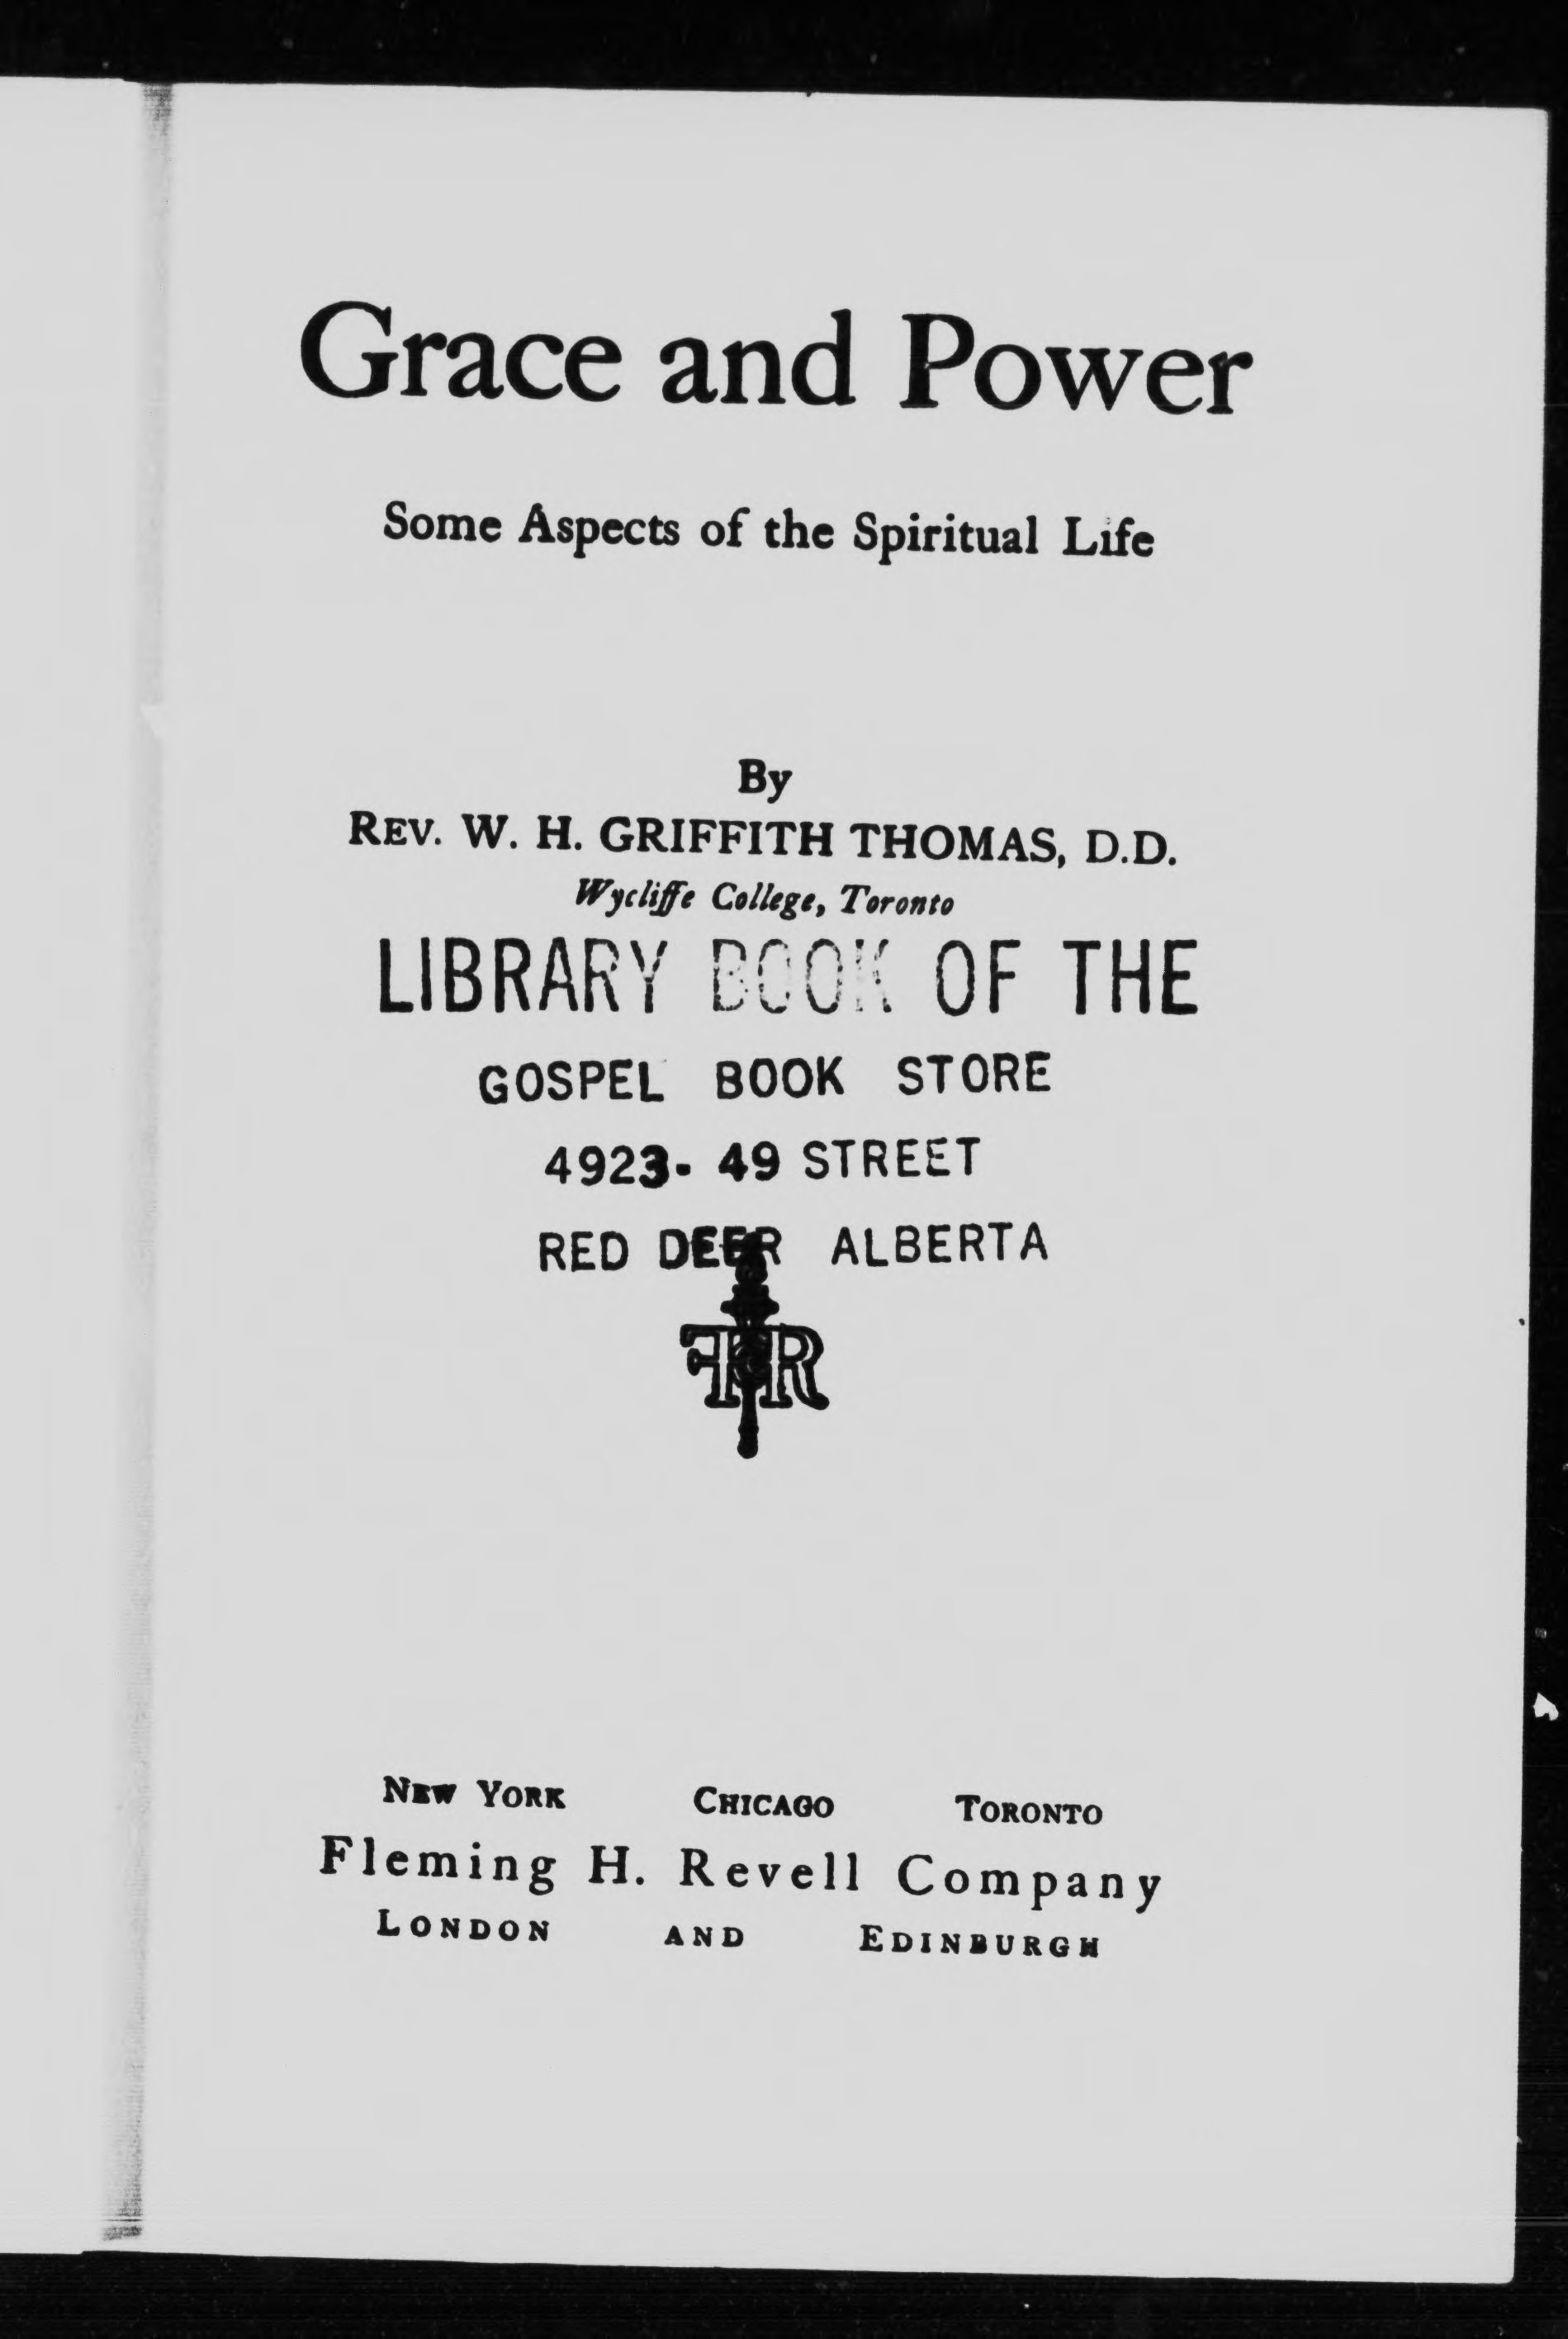 Grace and Power
Some Aspects of the Spiritual Life
By
REV. W. H. GRIFFITH THOMAS, D.D.
Wycliffe College, Toronto
LIBRARY BOOK OF THE
GOSPEL BOOK STORE
4923- 49 STREET
RED DEER ALBERTA
FHR
NEW YORK CHICAGO TORONTO
Fleming H. Revell Company
LONDON AND EDINBURGH